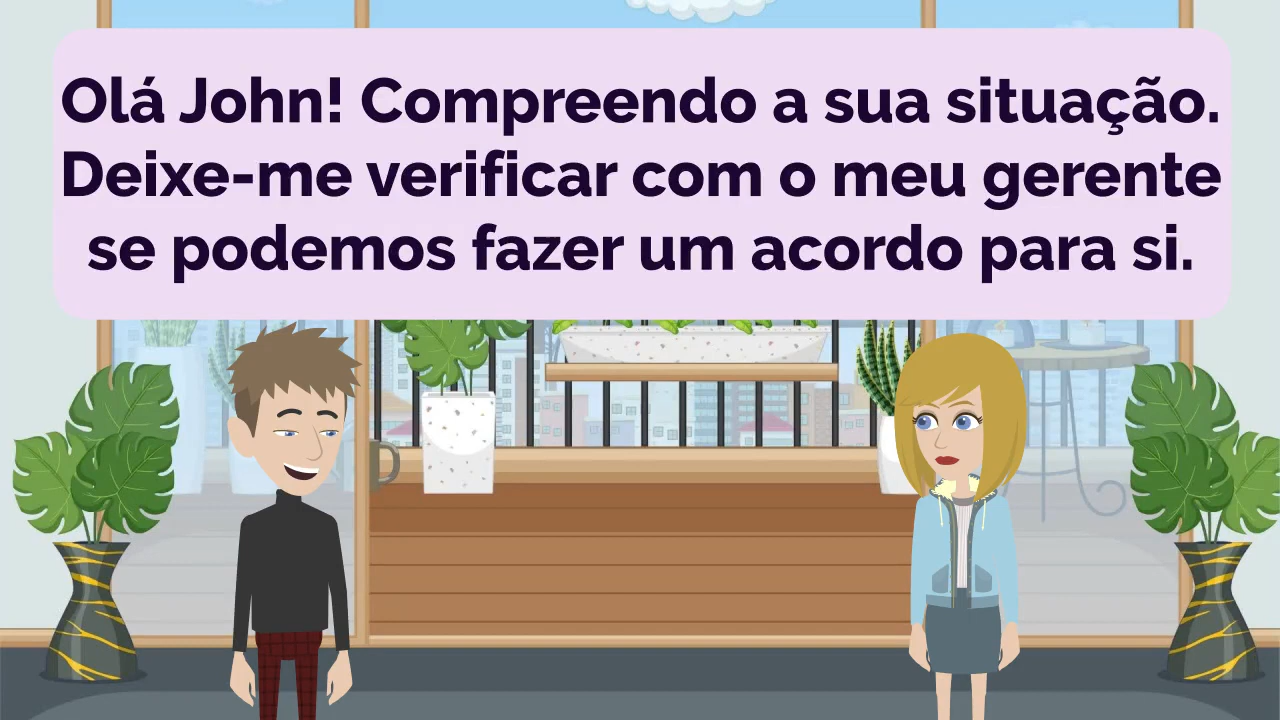 Olá John! Compreendo a sua situação.
Deixe-me verificar com o meu gerente
se podemos fazer um acordo para si.